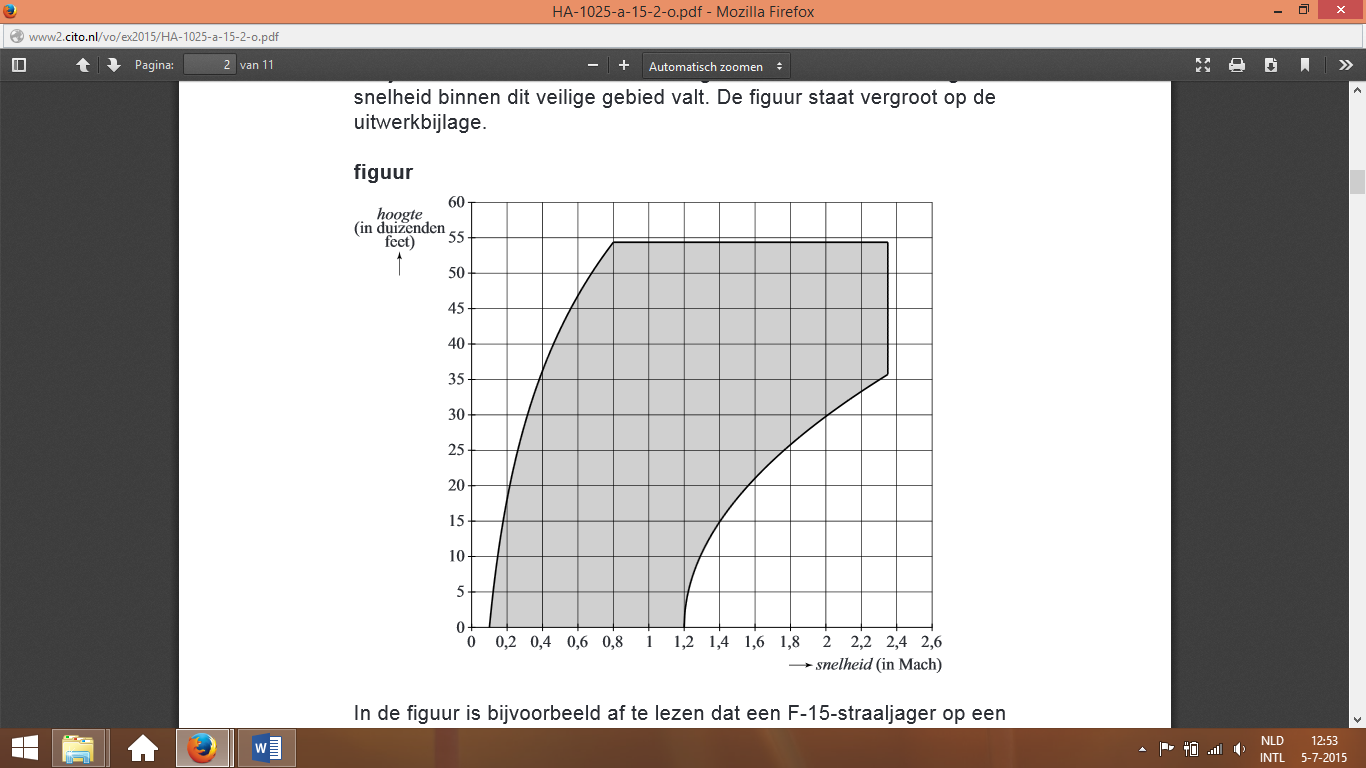 HA-1025-a-15-2-o.pdf - Mozilla Firefox
www2.cito.nl/vo/ex2015/HA-1025-a-15-2-o.pdf
Pagina: 2 van 11
Automatisch zoomen
snelheid binnen dit veilige gebied valt. De figuur staat vergroot op de
uitwerkbijlage.
figuur
hoogte
(in duizenden
feet)
60
55
50
45
40
35
30
25
20
15
10
5
0
0 0,2 0,4 0,6 0,8 1 1,2 1,4 1,6 1,8 2 2,2 2,4 2,6
snelheid (in Mach)
In de figuur is bijvoorbeeld af te lezen dat een F-15-straaljager op een
NLD 12:53
INTL 5-7-2015